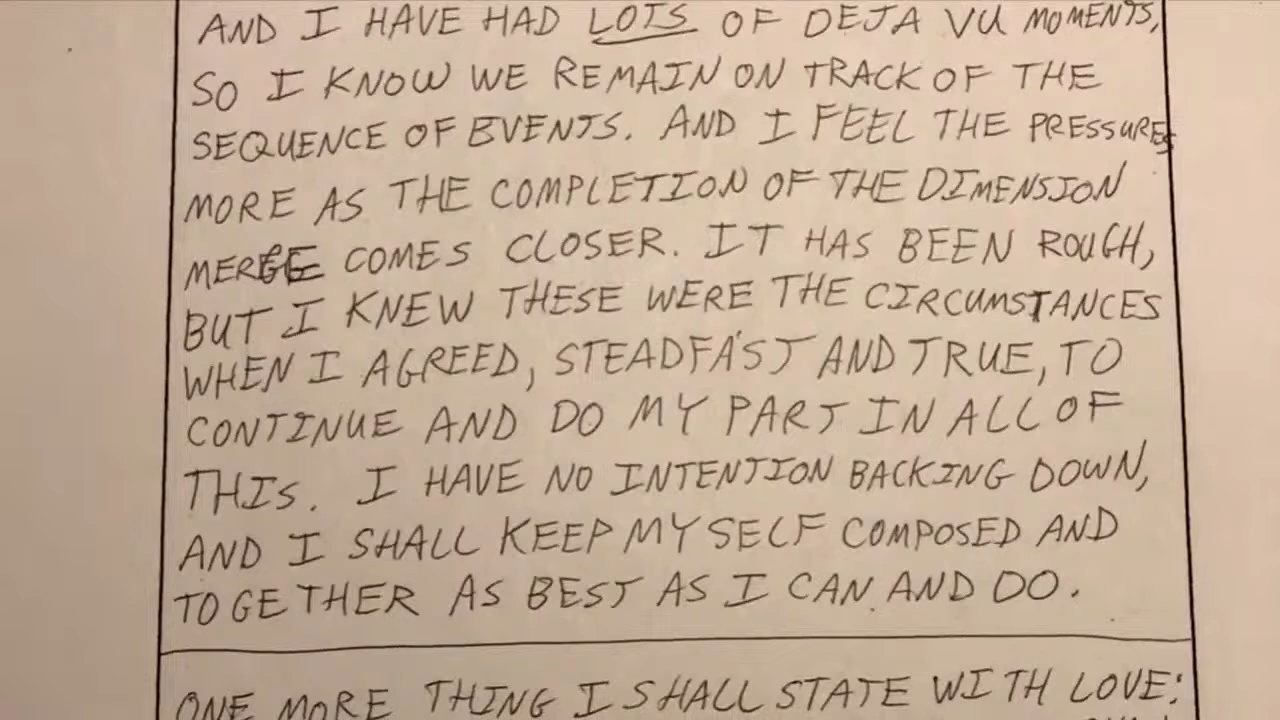 AND I HAVE HAD LOTS OF DEJA VU MOMENTS,
SO I KNOW WE REMAIN ON TRACK OF THE
SEQUENCE OF EVENTS. AND I FEEL THE PRESSURES
MORE AS THE COMPLETION OF THE DIMENSION
MERGE COMES CLOSER. IT HAS BEEN ROUGH,
BUT I KNEW THESE WERE THE CIRCUMSTANCES
WHEN I AGREED, STEADFAST AND TRUE, TO
CONTINUE AND DO MY PART IN ALL OF
THIS. I HAVE NO INTENTION BACKING DOWN,
AND I SHALL KEEP MYSELF COMPOSED AND
TOGETHER AS BEST AS I CAN AND DO.
ONE MORE THING I SHALL STATE WITH LOVE: